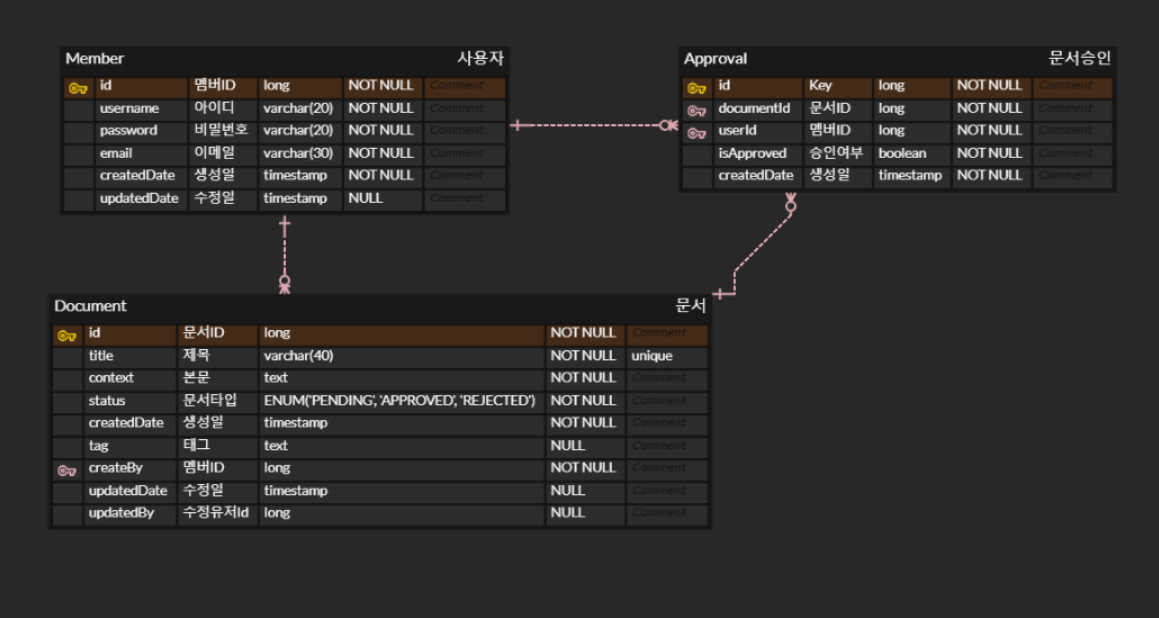 Member 사용자
id 멤버ID long NOT NULL Comment
username 아이디 varchar(20) NOT NULL Comment
password 비밀번호 varchar(20) NOT NULL Comment
email 이메일 varchar(30) NOT NULL Comment
createdDate 생성일 timestamp NOT NULL Comment
updatedDate 수정일 timestamp NULL Comment
Approval 문서승인
id Key long NOT NULL Comment
documentId 문서ID long NOT NULL Comment
userId 멤버ID long NOT NULL Comment
isApproved 승인여부 boolean NOT NULL Comment
createdDate 생성일 timestamp NOT NULL Comment
Document 문서
id 문서ID long NOT NULL Comment
title 제목 varchar(40) NOT NULL unique
context 본문 text NOT NULL Comment
status 문서타입 ENUM('PENDING', 'APPROVED', 'REJECTED') NOT NULL Comment
createdDate 생성일 timestamp NOT NULL Comment
tag 태그 text NULL Comment
createBy 멤버ID long NOT NULL Comment
updatedDate 수정일 timestamp NULL Comment
updatedBy 수정유저Id long NULL Comment